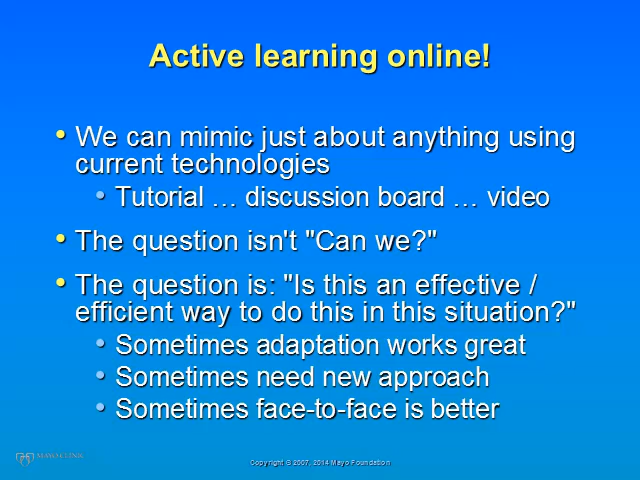 Active learning online!
• We can mimic just about anything using
current technologies
• Tutorial … discussion board … video
• The question isn't "Can we?"
• The question is: "Is this an effective /
efficient way to do this in this situation?"
• Sometimes adaptation works great
• Sometimes need new approach
• Sometimes face-to-face is better
MAYO CLINIC
Copyright © 2007, 2014 Mayo Foundation